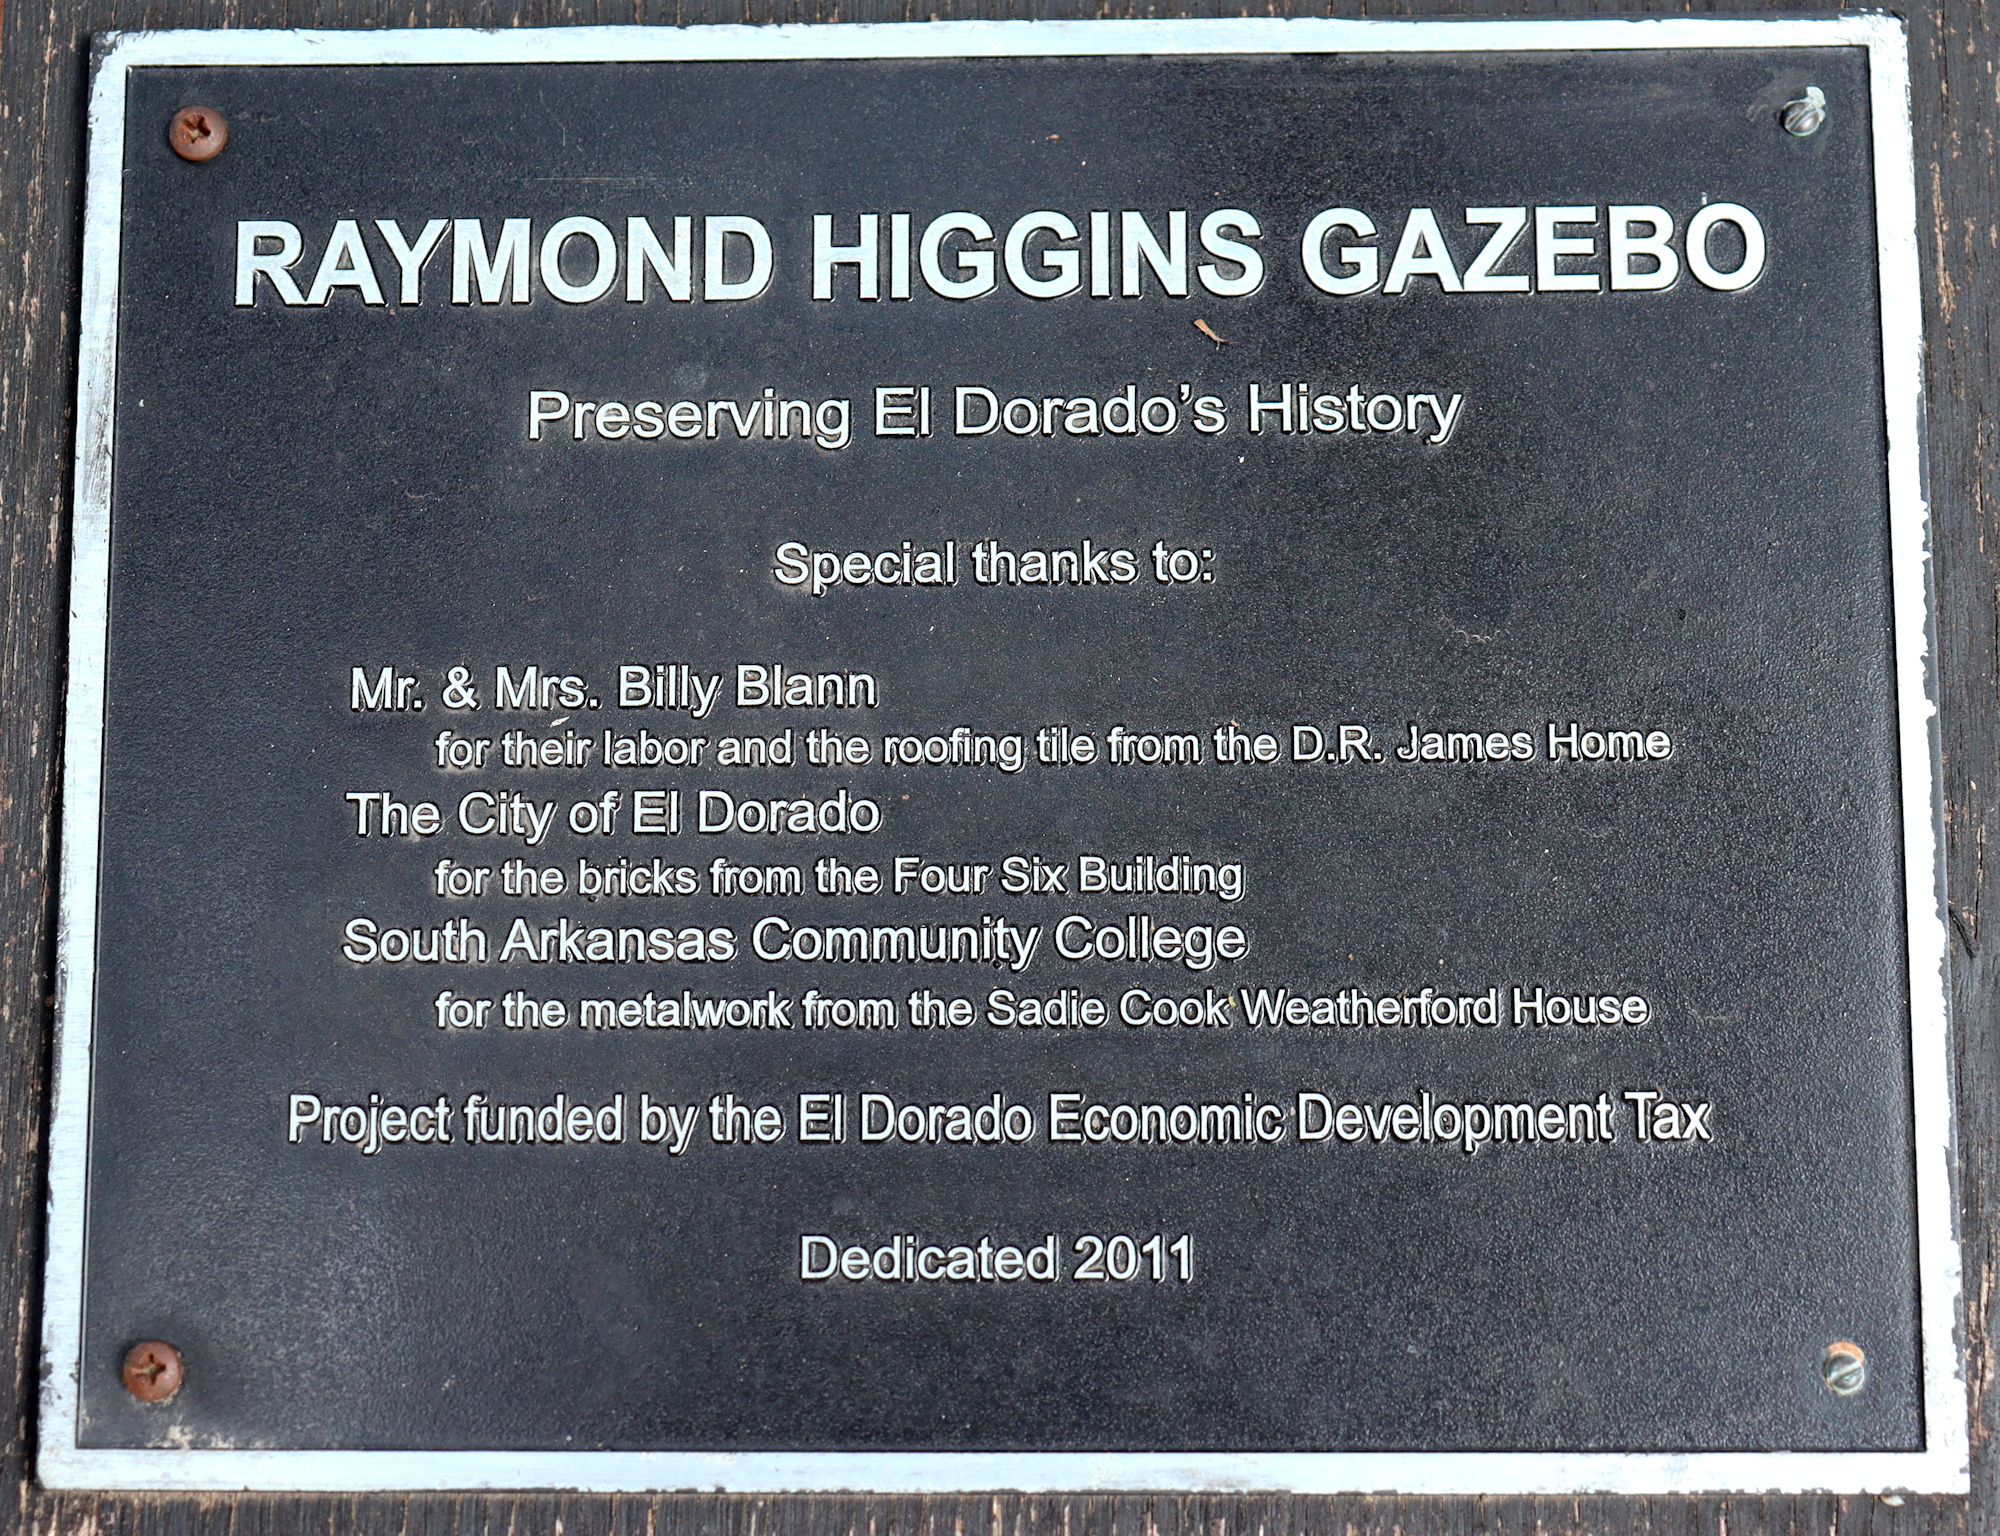 RAYMOND HIGGINS GAZEBO
Preserving El Dorado’s History
Special thanks to:
Mr. & Mrs. Billy Blann
for their labor and the roofing tile from the D.R. James Home
The City of El Dorado
for the bricks from the Four Six Building
South Arkansas Community College
for the metalwork from the Sadie Cook Weatherford House
Project funded by the El Dorado Economic Development Tax
Dedicated 2011